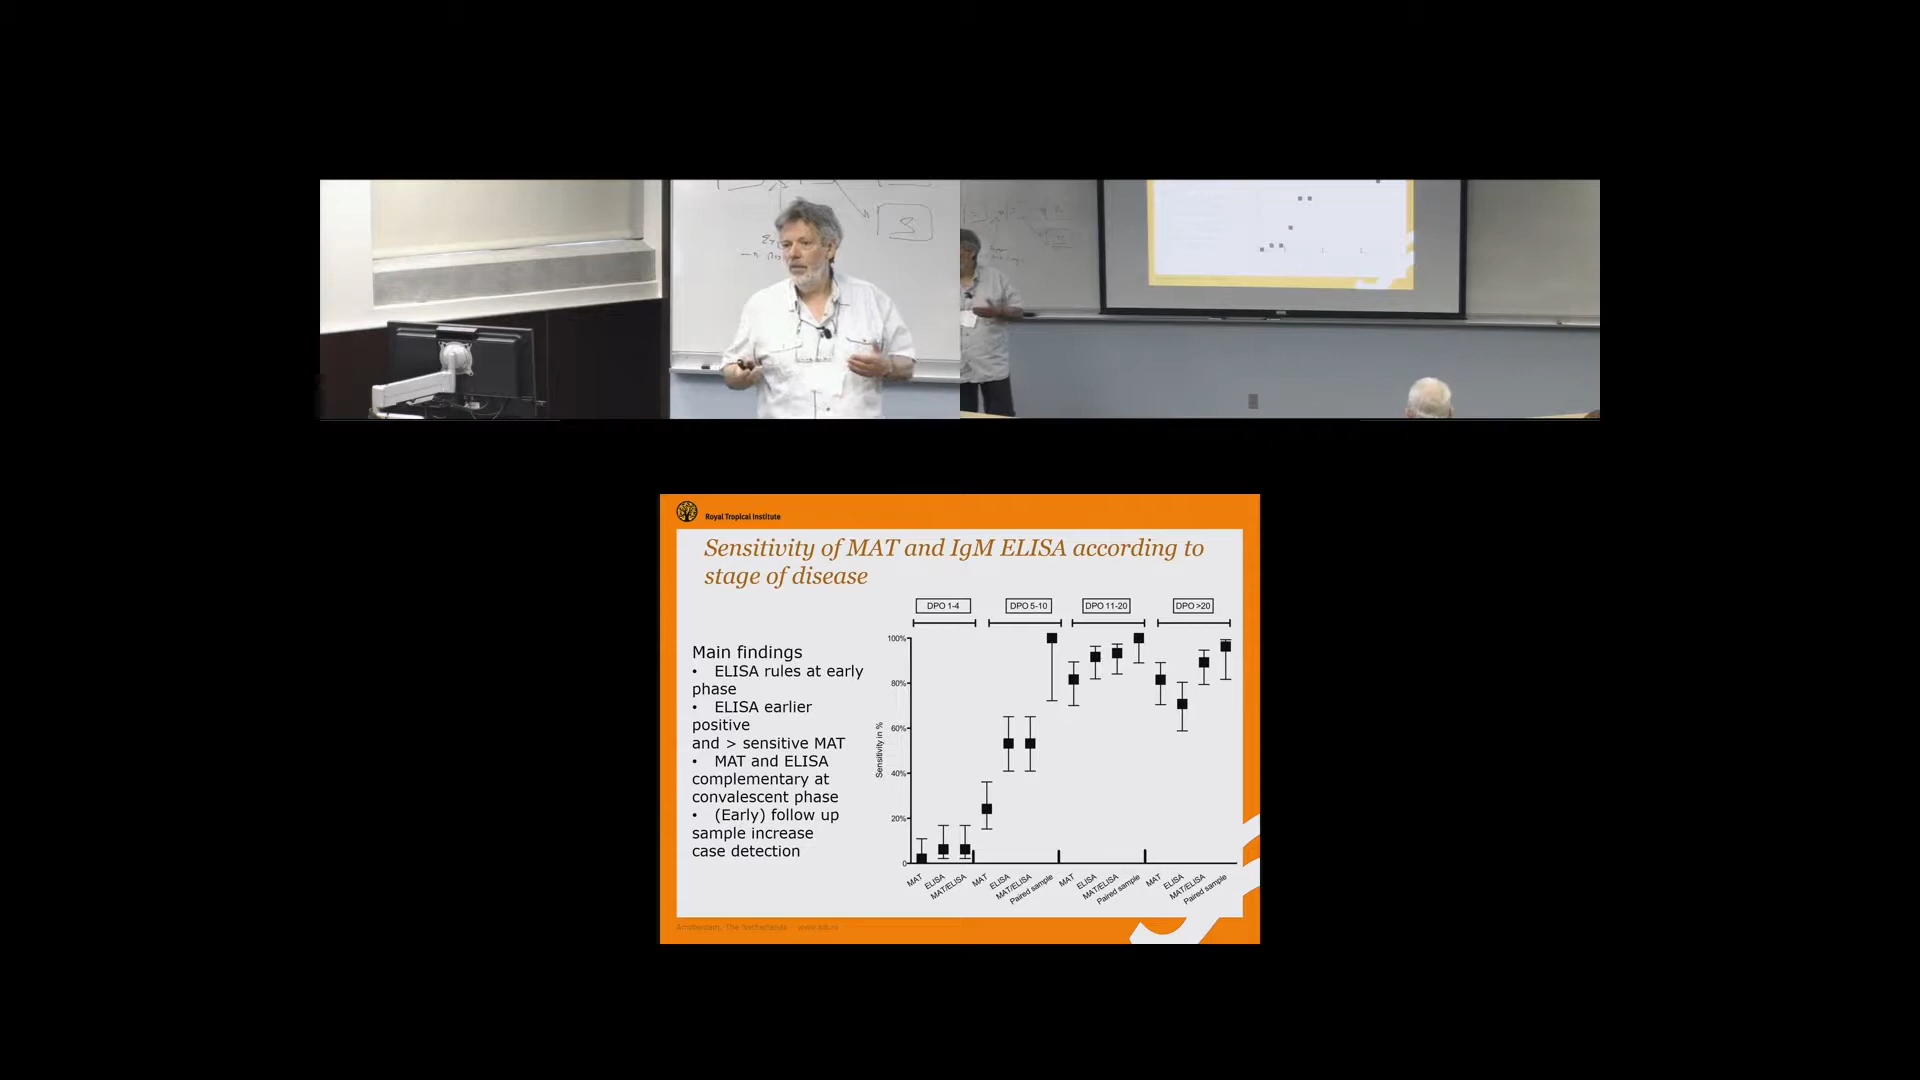 S
Royal Tropical Institute
Sensitivity of MAT and IgM ELISA according to
stage of disease
Main findings
• ELISA rules at early
phase
• ELISA earlier
positive
and > sensitive MAT
• MAT and ELISA
complementary at
convalescent phase
• (Early) follow up
sample increase
case detection
DPO 1-4
DPO 5-10
DPO 11-20
DPO >20
Sensitivity in %
100%
80%
60%
40%
20%
0
MAT
ELISA
MAT/ELISA
MAT
ELISA
MAT/ELISA
Paired sample
MAT
ELISA
MAT/ELISA
Paired sample
MAT
ELISA
MAT/ELISA
Paired sample
Amsterdam, The Netherlands